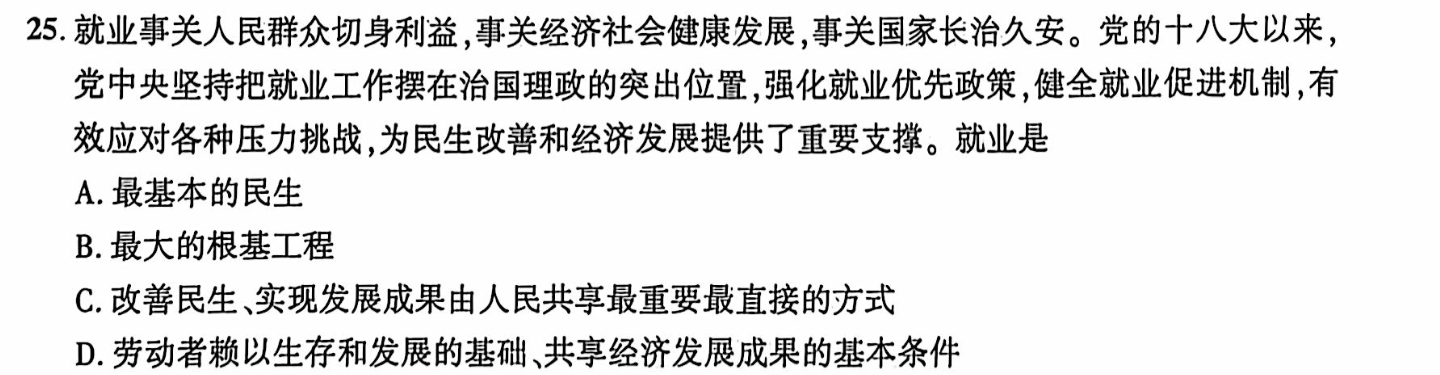 25. 就业事关人民群众切身利益,事关经济社会健康发展,事关国家长治久安。党的十八大以来,
党中央坚持把就业工作摆在治国理政的突出位置,强化就业优先政策,健全就业促进机制,有
效应对各种压力挑战,为民生改善和经济发展提供了重要支撑。就业是
A. 最基本的民生
B. 最大的根基工程
C. 改善民生、实现发展成果由人民共享最重要最直接的方式
D. 劳动者赖以生存和发展的基础、共享经济发展成果的基本条件